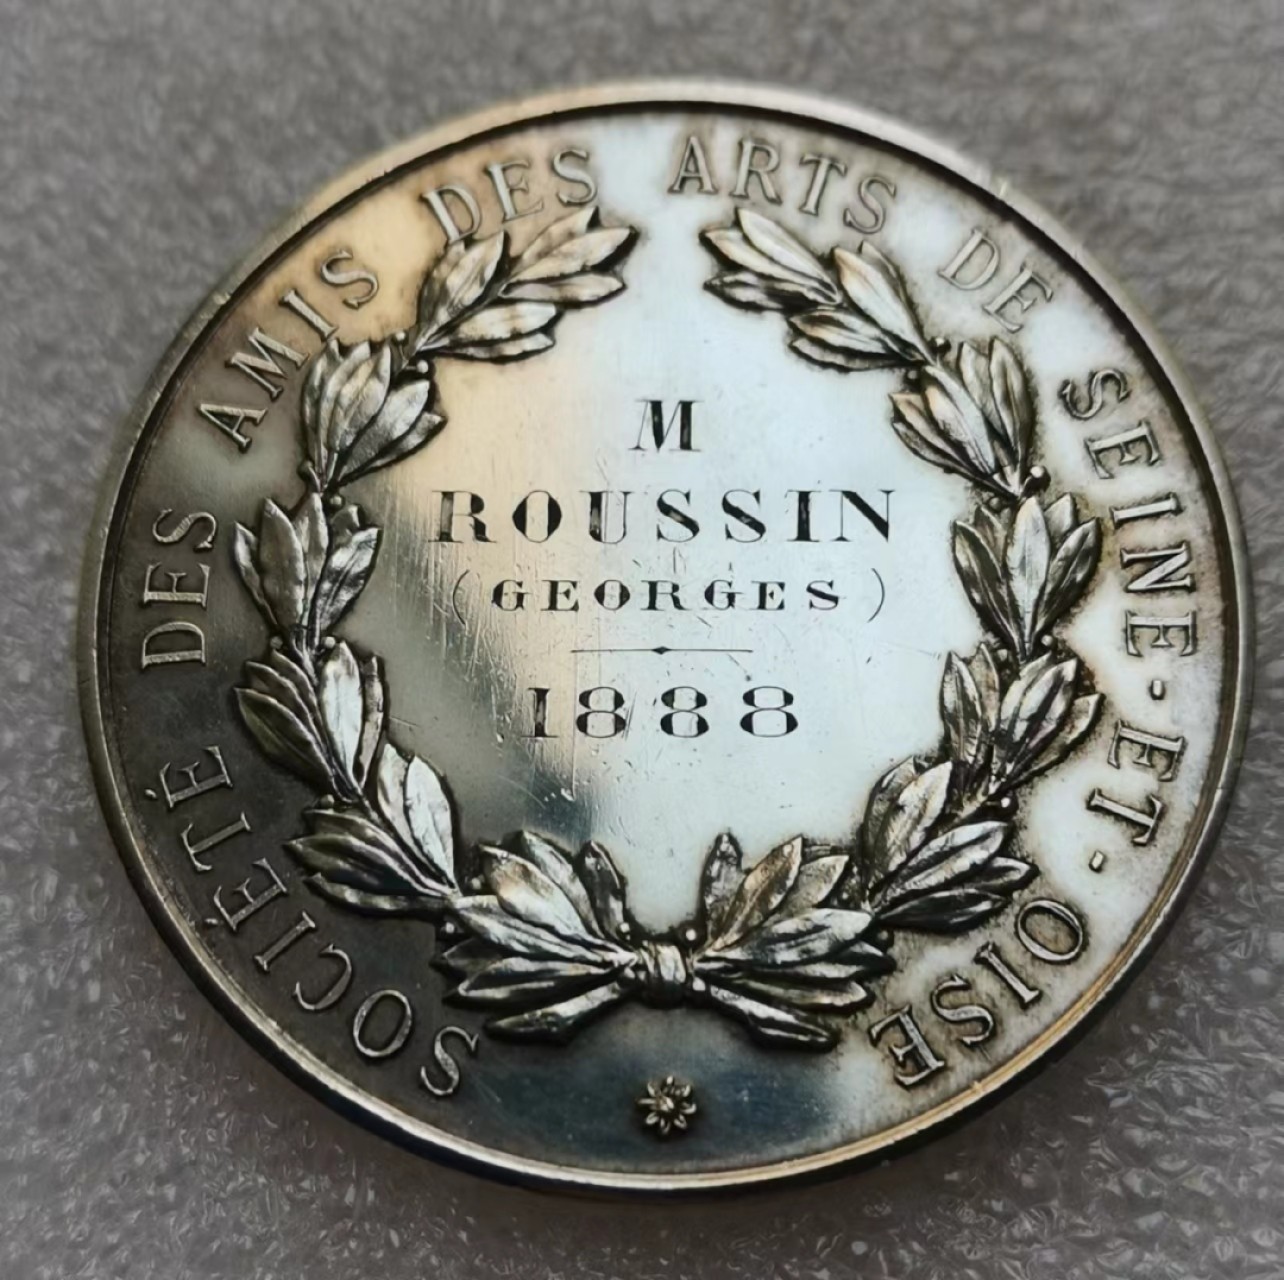 SOCIÉTÉ DES AMIS DES ARTS DE SEINE·ET·OISE
M
ROUSSIN
(GEORGES)
1888